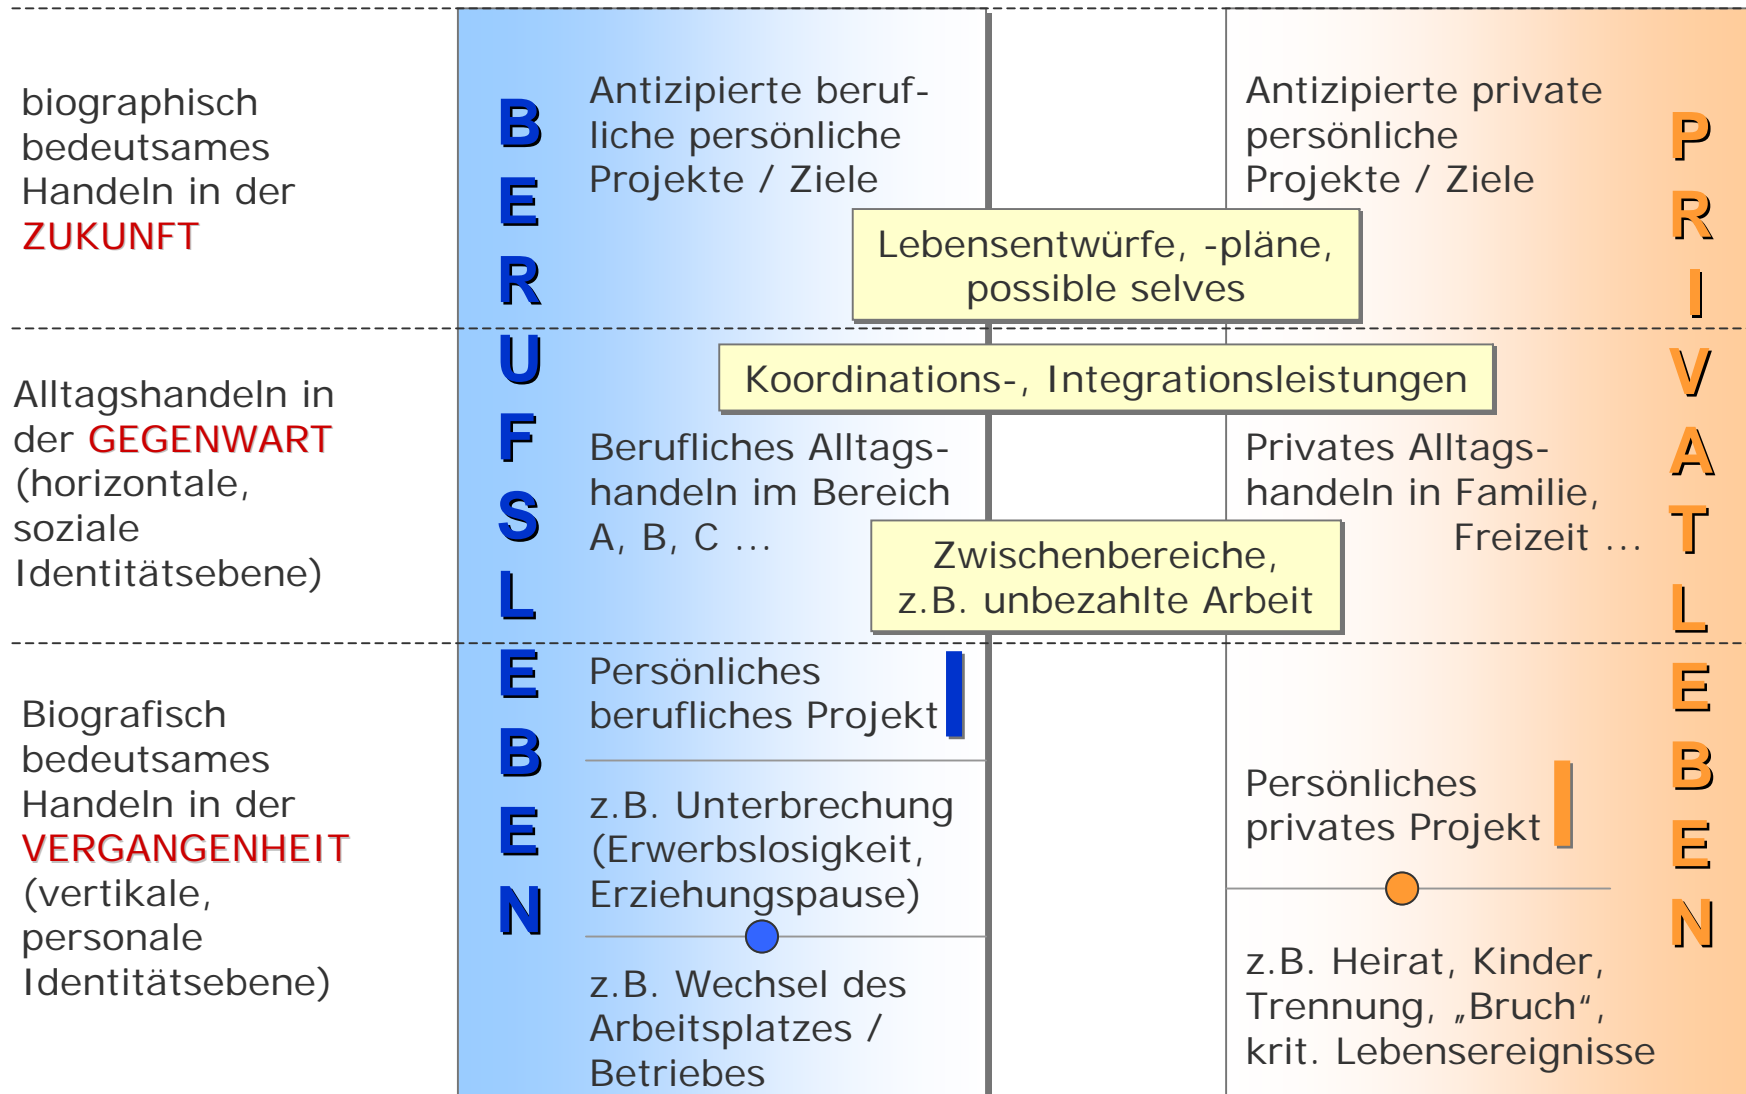 biographisch
bedeutsames
Handeln in der
ZUKUNFT
Alltagshandeln in
der GEGENWART
(horizontale,
soziale
Identitätsebene)
Biografisch
bedeutsames
Handeln in der
VERGANGENHEIT
(vertikale,
personale
Identitätsebene)
BERUFSLEBEN
Antizipierte beruf-
liche persönliche
Projekte / Ziele
Antizipierte private
persönliche
Projekte / Ziele
Lebensentwürfe, -pläne,
possible selves
Koordinations-, Integrationsleistungen
Berufliches Alltags-
handeln im Bereich
A, B, C ...
Privates Alltags-
handeln in Familie,
Freizeit ...
Zwischenbereiche,
z.B. unbezahlte Arbeit
Persönliches
berufliches Projekt
z.B. Unterbrechung
(Erwerbslosigkeit,
Erziehungspause)
z.B. Wechsel des
Arbeitsplatzes /
Betriebes
Persönliches
privates Projekt
z.B. Heirat, Kinder,
Trennung, „Bruch“,
krit. Lebensereignisse
PRIVATLEBEN